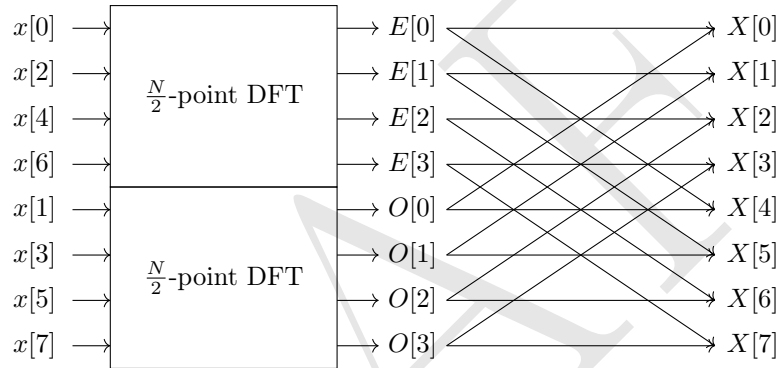 x[0] E[0] X[0]
x[2] E[1] X[1]
N/2-point DFT
x[4] E[2] X[2]
x[6] E[3] X[3]
x[1] O[0] X[4]
x[3] O[1] X[5]
N/2-point DFT
x[5] O[2] X[6]
x[7] O[3] X[7]